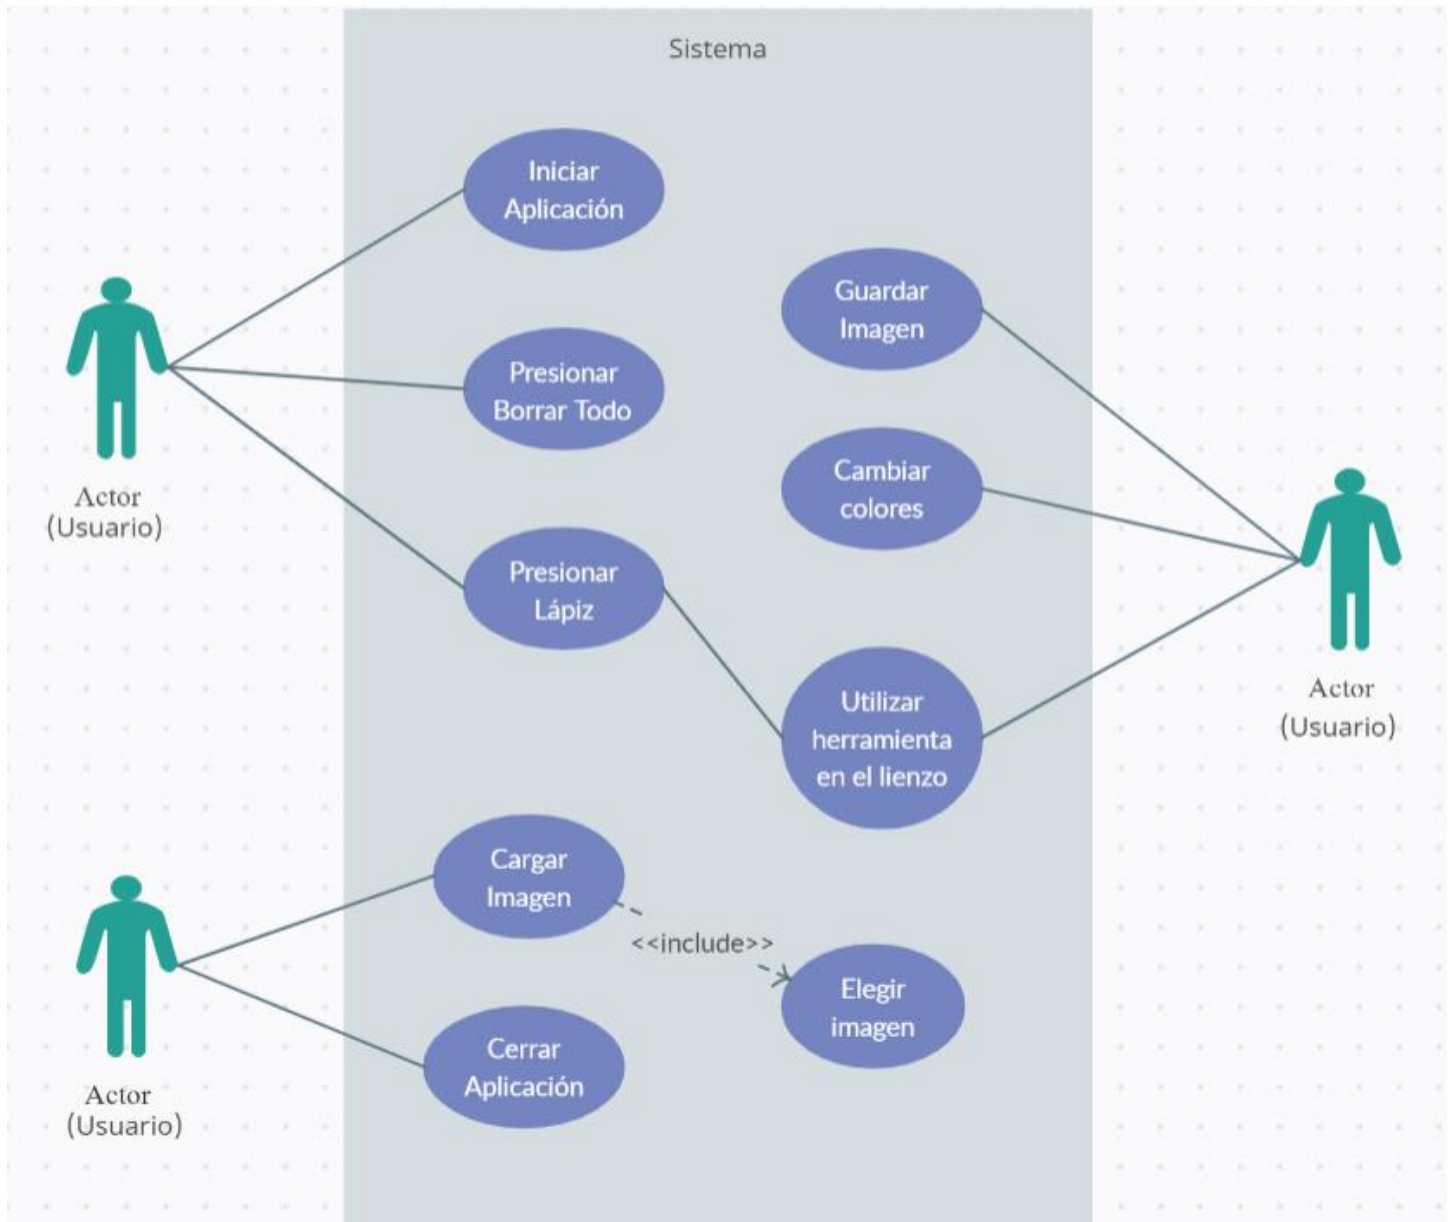 Sistema
Iniciar
Aplicación
Guardar
Imagen
Presionar
Borrar Todo
Cambiar
colores
Actor
(Usuario)
Presionar
Lápiz
Utilizar
herramienta
en el lienzo
Actor
(Usuario)
Cargar
Imagen
<<include>>
Elegir
imagen
Cerrar
Aplicación
Actor
(Usuario)